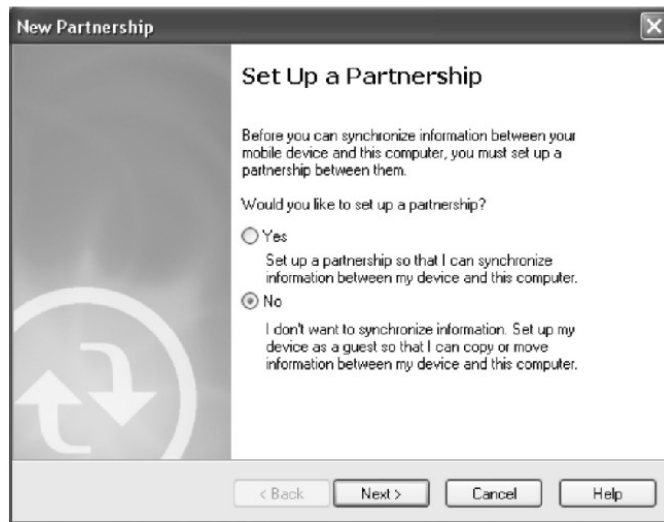 New Partnership
Set Up a Partnership
Before you can synchronize information between your
mobile device and this computer, you must set up a
partnership between them.
Would you like to set up a partnership?
Yes
Set up a partnership so that I can synchronize
information between my device and this computer.
No
I don't want to synchronize information. Set up my
device as a guest so that I can copy or move
information between my device and this computer.
< Back Next > Cancel Help